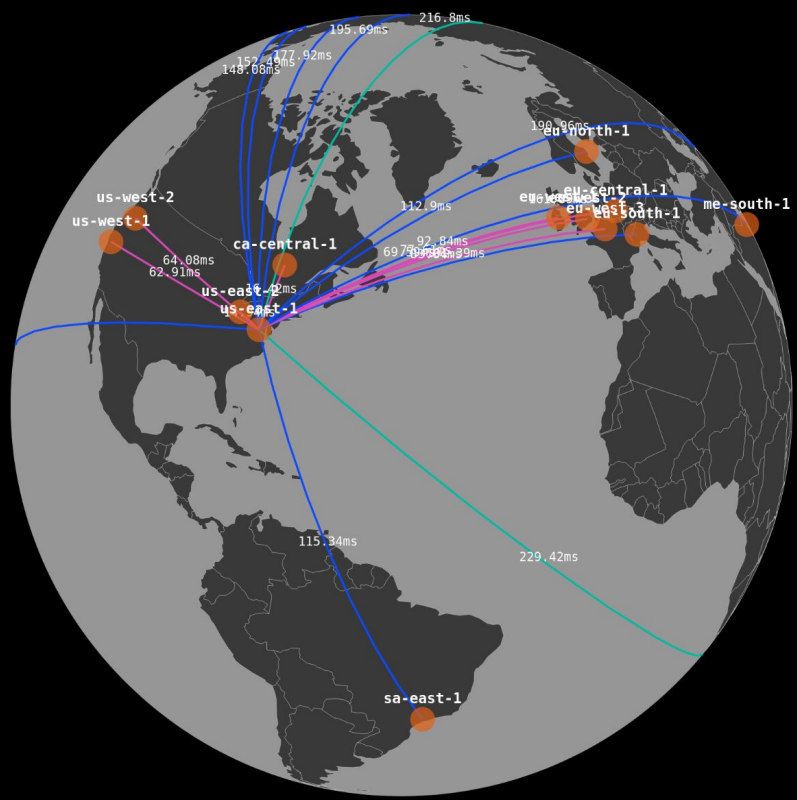 216.8ms
195.69ms
177.92ms
152.49ms
148.08ms
190.96ms
eu-north-1
us-west-2
us-west-1
eu-central-1
eu-west-3
eu-south-1
me-south-1
112.9ms
ca-central-1
92.84ms
64.08ms
62.91ms
us-east-2
us-east-1
115.34ms
229.42ms
sa-east-1